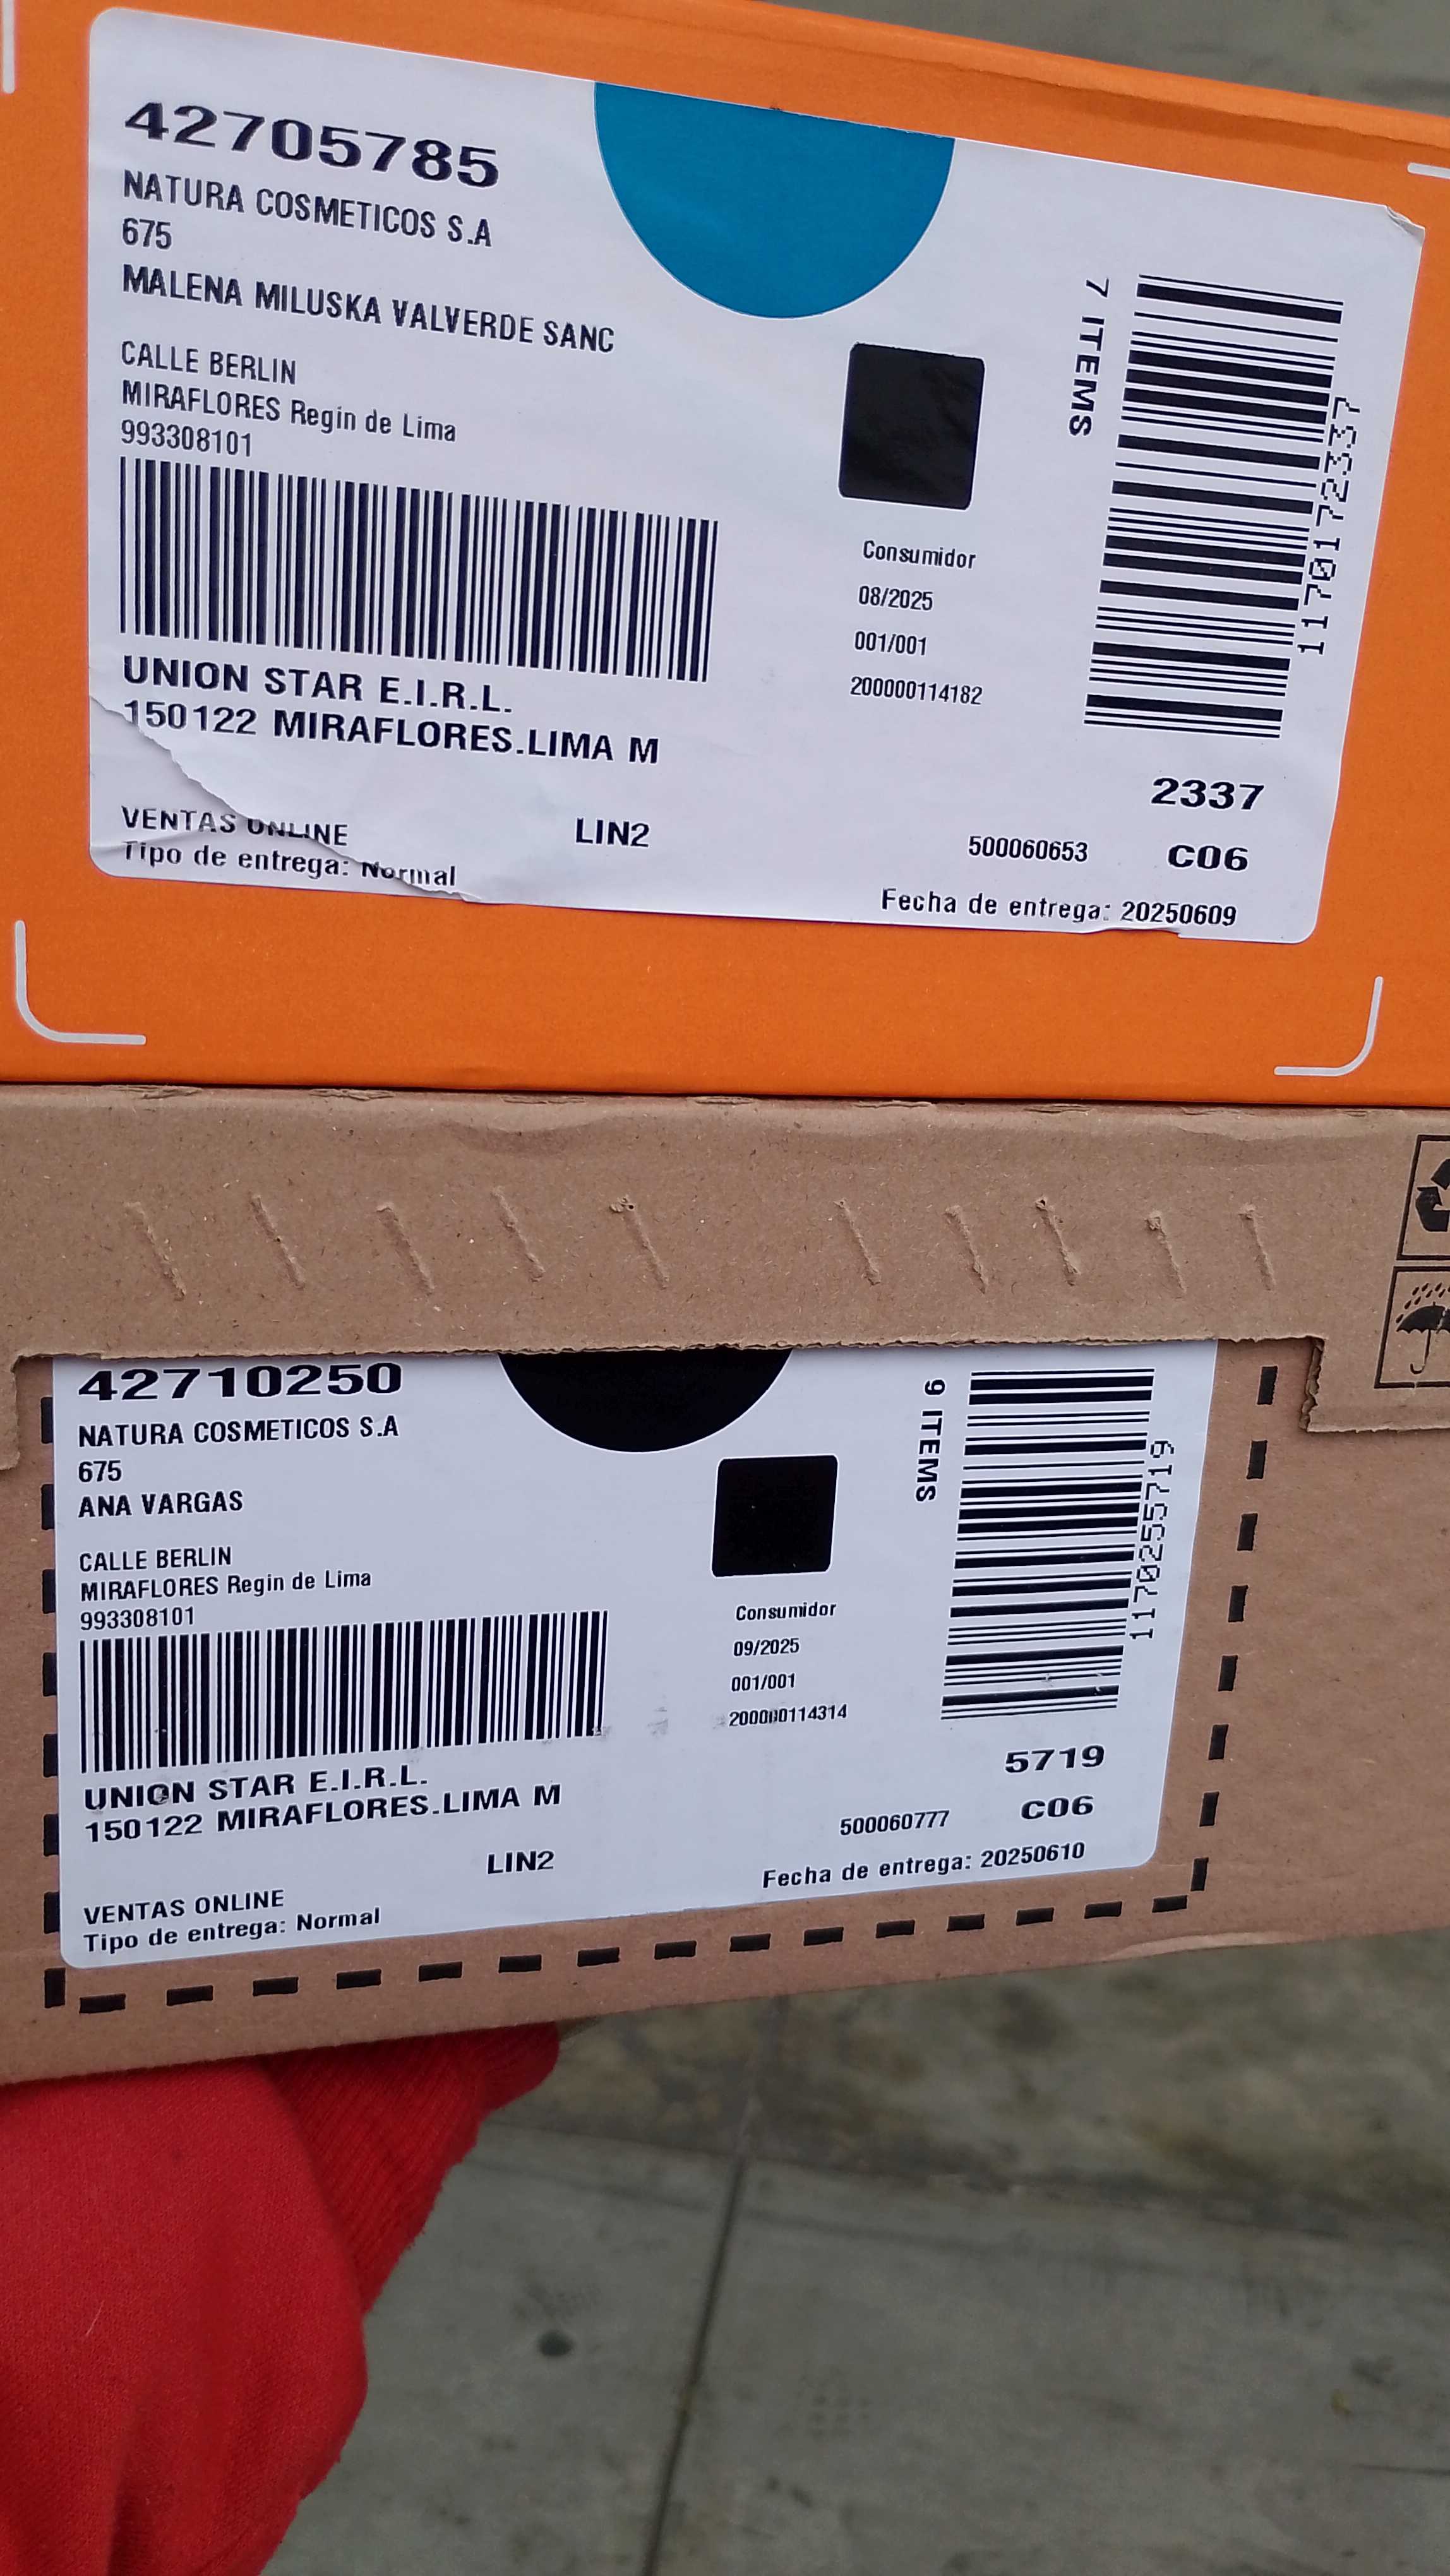 42705785
NATURA COSMETICOS S.A
675
MALENA MILUSKA VALVERDE SANC
CALLE BERLIN
MIRAFLORES Regin de Lima
993308101
UNION STAR E.I.R.L.
150122 MIRAFLORES.LIMA M
VENTAS ONLINE
Tipo de entrega: Normal
LIN2
Consumidor
08/2025
001/001
200000114182
7 ITEMS
1170172337
2337
500060653
C06
Fecha de entrega: 20250609
42710250
NATURA COSMETICOS S.A
675
ANA VARGAS
CALLE BERLIN
MIRAFLORES Regin de Lima
993308101
UNION STAR E.I.R.L.
150122 MIRAFLORES.LIMA M
LIN2
VENTAS ONLINE
Tipo de entrega: Normal
Consumidor
09/2025
001/001
200000114314
9 ITEMS
1170255719
5719
500060777
C06
Fecha de entrega: 20250610